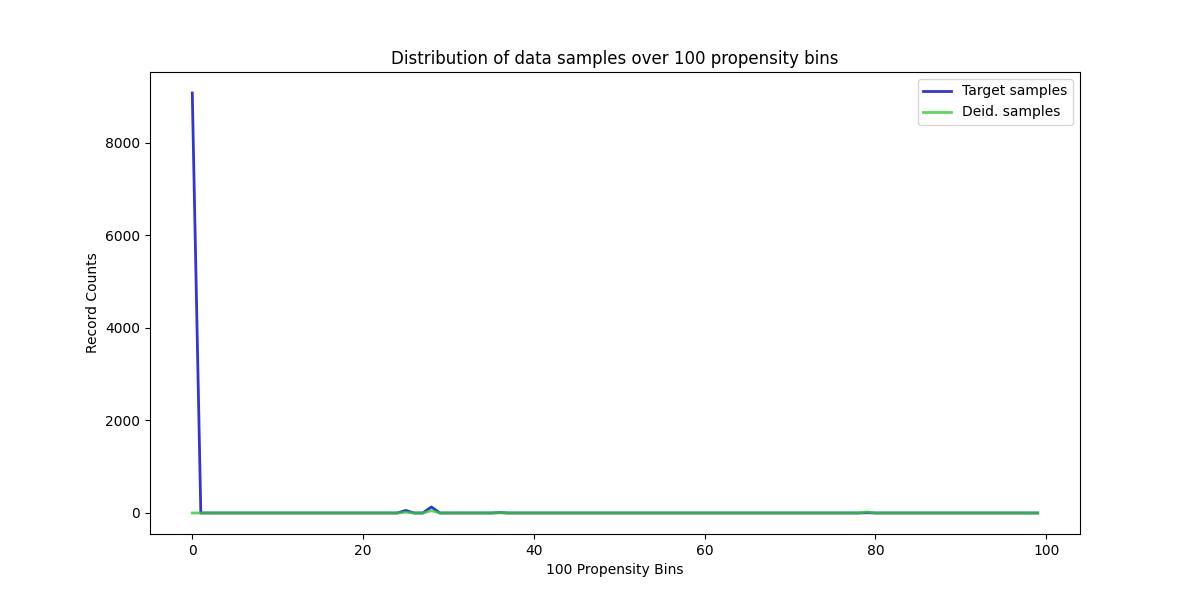 Distribution of data samples over 100 propensity bins
Target samples
Deid. samples
8000
6000
4000
2000
0
Record Counts
0 20 40 60 80 100
100 Propensity Bins